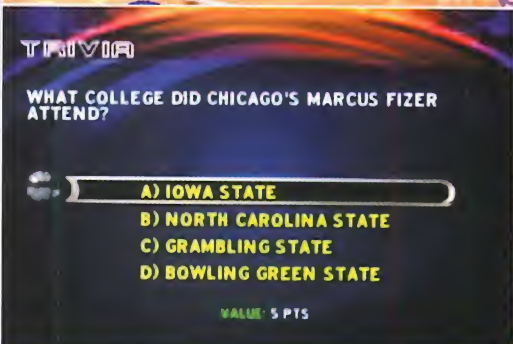 TRIVIA
WHAT COLLEGE DID CHICAGO'S MARCUS FIZER
ATTEND?
A) IOWA STATE
B) NORTH CAROLINA STATE
C) GRAMBLING STATE
D) BOWLING GREEN STATE
VALUE: 5 PTS